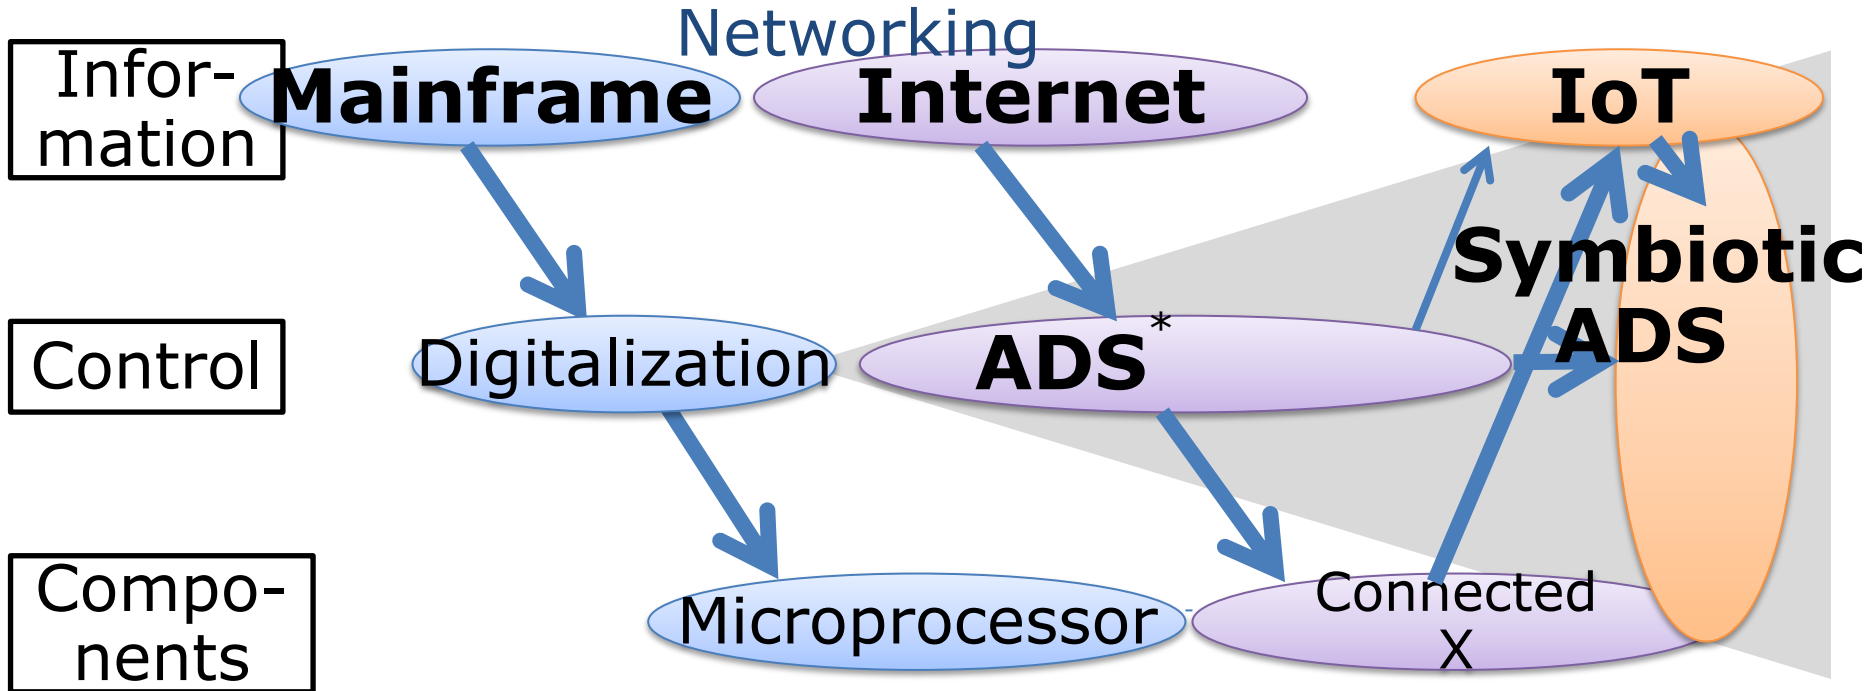 Networking
Infor-
mation
Mainframe
Internet
IoT
Symbiotic
ADS
Control
Digitalization
ADS*
Compo-
nents
Microprocessor
Connected
X